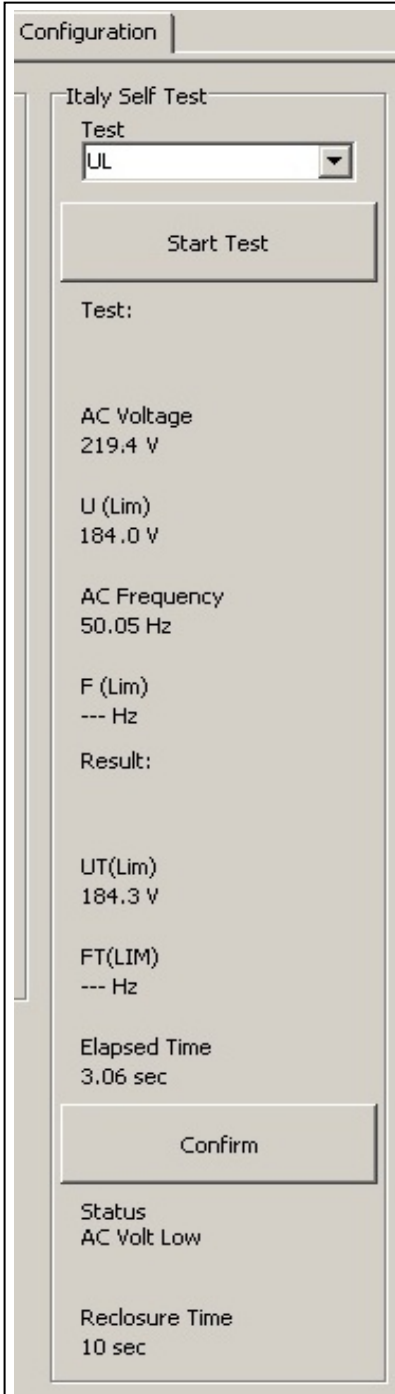 Configuration
Italy Self Test
Test
UL
Start Test
Test:
AC Voltage
219.4 V
U (Lim)
184.0 V
AC Frequency
50.05 Hz
F (Lim)
--- Hz
Result:
UT(Lim)
184.3 V
FT(LIM)
--- Hz
Elapsed Time
3.06 sec
Confirm
Status
AC Volt Low
Reclosure Time
10 sec